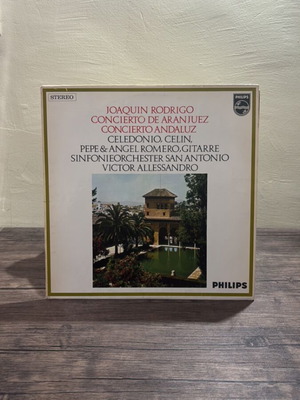 STEREO
PHILIPS
JOAQUIN RODRIGO
CONCIERTO DE ARANJUEZ
CONCIERTO ANDALUZ
CELEDONIO, CELIN,
PEPE & ANGEL ROMERO, GITARRE
SINFONIEORCHESTER SAN ANTONIO
VICTOR ALLESSANDRO
PHILIPS